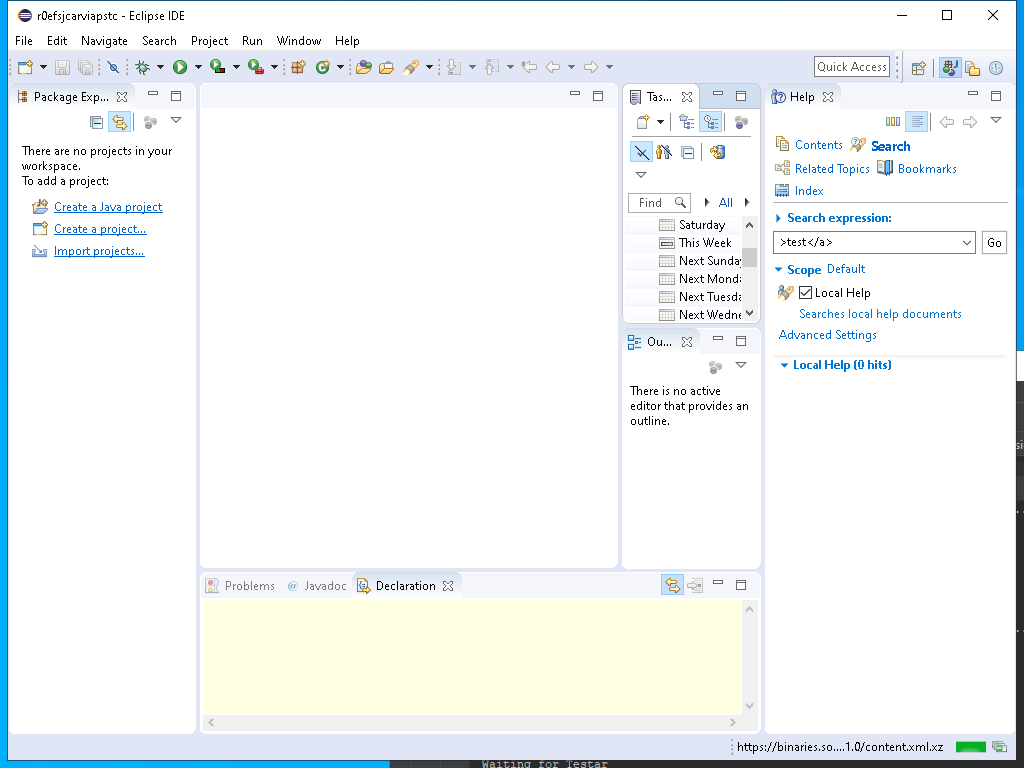 r0efsjcarviapstc - Eclipse IDE
File Edit Navigate Search Project Run Window Help
Quick Access
Package Exp...
There are no projects in your
workspace.
To add a project:
Create a Java project
Create a project...
Import projects...
Tas...
Find
All
Saturday
This Week
Next Sunday
Next Monda
Next Tuesda
Next Wedne
Ou...
There is no active
editor that provides an
outline.
Help
Contents Search
Related Topics Bookmarks
Index
Search expression:
>test</a>
Go
Scope Default
Local Help
Searches local help documents
Advanced Settings
Local Help (0 hits)
Problems @ Javadoc Declaration
https://binaries.so....1.0/content.xml.xz
Waiting for Testar